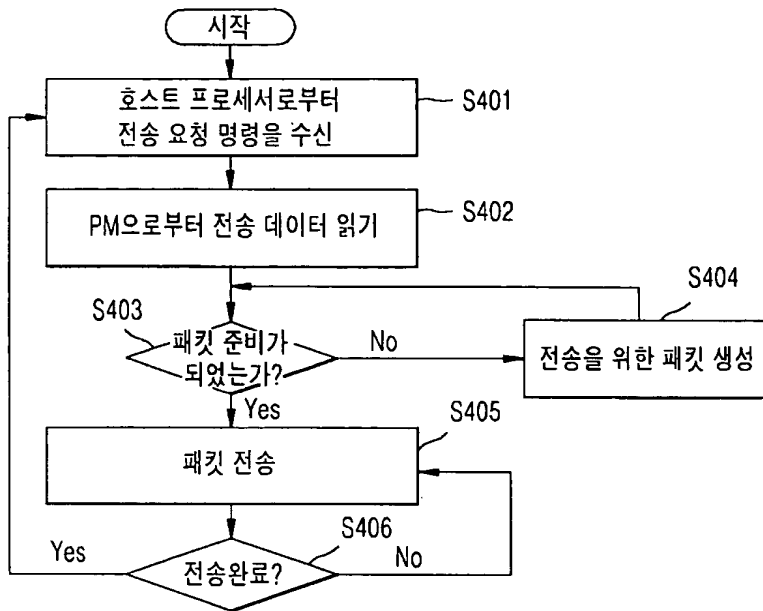 시작
호스트 프로세서로부터
전송 요청 명령을 수신
S401
PM으로부터 전송 데이터 읽기
S402
S403
패킷 준비가
되었는가?
No
S404
전송을 위한 패킷 생성
Yes
S405
패킷 전송
S406
전송완료?
Yes
No